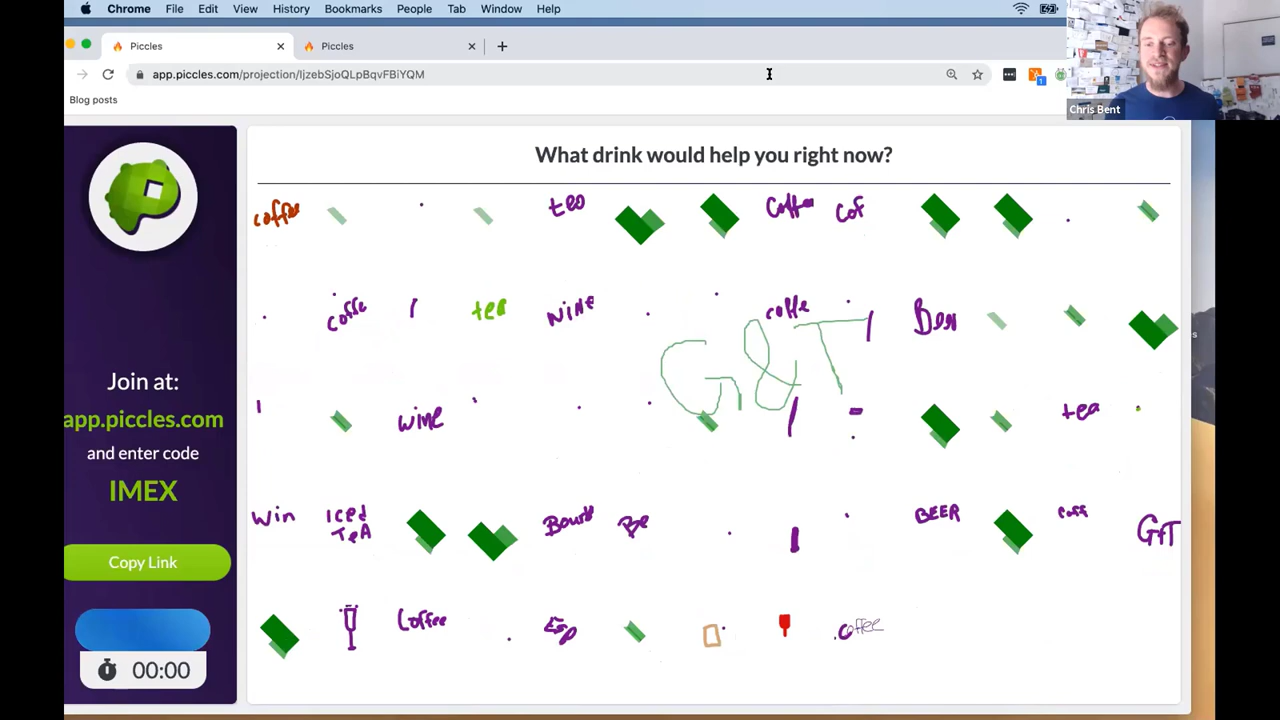 Chrome File Edit View History Bookmarks People Tab Window Help
Piccles
Piccles
app.piccles.com/projection/IjzebSjoQLpBqvFBiYQM
1
Blog posts
Chris Bent
What drink would help you right now?
coffee
teo
Coffee
Cof
coffe
tea
wine
coffe
G&T
wine
tea
Win
Iced
TeA
Be
BEER
G+T
Coffee
Esp
coffee
Join at:
app.piccles.com
and enter code
IMEX
Copy Link
00:00